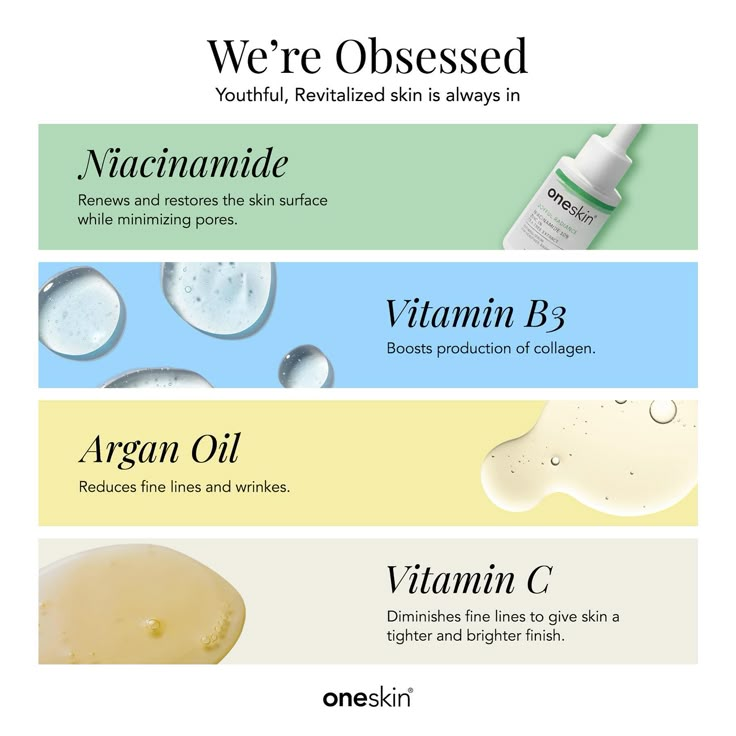 We’re Obsessed
Youthful, Revitalized skin is always in
Niacinamide
Renews and restores the skin surface
while minimizing pores.
oneskin®
NIACINAMIDE 10%
Vitamin B3
Boosts production of collagen.
Argan Oil
Reduces fine lines and wrinkes.
Vitamin C
Diminishes fine lines to give skin a
tighter and brighter finish.
oneskin®